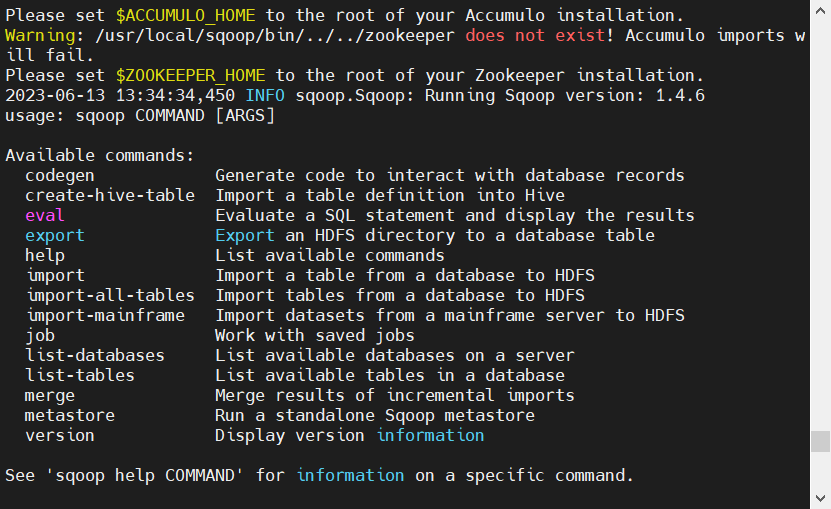 Please set $ACCUMULO_HOME to the root of your Accumulo installation.
Warning: /usr/local/sqoop/bin/../../zookeeper does not exist! Accumulo imports w
ill fail.
Please set $ZOOKEEPER_HOME to the root of your Zookeeper installation.
2023-06-13 13:34:34,450 INFO sqoop.Sqoop: Running Sqoop version: 1.4.6
usage: sqoop COMMAND [ARGS]

Available commands:
  codegen            Generate code to interact with database records
  create-hive-table  Import a table definition into Hive
  eval               Evaluate a SQL statement and display the results
  export             Export an HDFS directory to a database table
  help               List available commands
  import             Import a table from a database to HDFS
  import-all-tables  Import tables from a database to HDFS
  import-mainframe   Import datasets from a mainframe server to HDFS
  job                Work with saved jobs
  list-databases     List available databases on a server
  list-tables        List available tables in a database
  merge              Merge results of incremental imports
  metastore          Run a standalone Sqoop metastore
  version            Display version information

See 'sqoop help COMMAND' for information on a specific command.